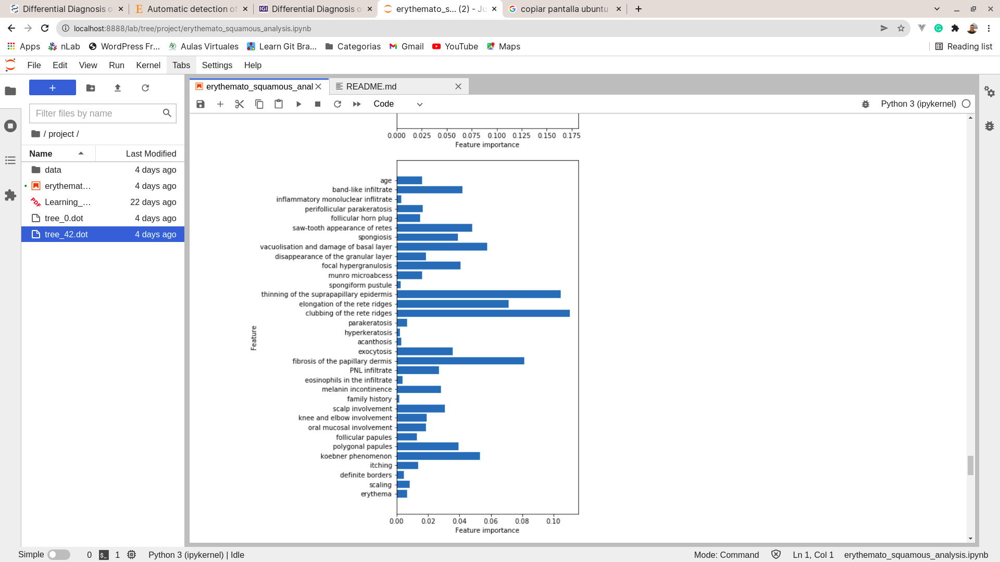 Differential Diagnosis o
Automatic detection of
IGI Differential Diagnosis o
erythemato_s... (2) - Ju
copiar pantalla ubuntu
localhost:8888/lab/tree/project/erythemato_squamous_analysis.ipynb
Apps nLab WordPress Fr... Aulas Virtuales Learn Git Bra... Categorias Gmail YouTube Maps Reading list
File Edit View Run Kernel Tabs Settings Help
+
Filter files by name
/ project /
Name Last Modified
data 4 days ago
erythemat... 4 days ago
PDF Learning_... 22 days ago
tree_0.dot 4 days ago
tree_42.dot 4 days ago
erythemato_squamous_anal
README.md
Code
Python 3 (ipykernel)
0.000 0.025 0.050 0.075 0.100 0.125 0.150 0.175
Feature importance
age
band-like infiltrate
inflammatory monoluclear inflitrate
perifollicular parakeratosis
follicular horn plug
saw-tooth appearance of retes
spongiosis
vacuolisation and damage of basal layer
disappearance of the granular layer
focal hypergranulosis
munro microabcess
spongiform pustule
thinning of the suprapapillary epidermis
elongation of the rete ridges
clubbing of the rete ridges
parakeratosis
hyperkeratosis
acanthosis
exocytosis
fibrosis of the papillary dermis
PNL infiltrate
eosinophils in the infiltrate
melanin incontinence
family history
scalp involvement
knee and elbow involvement
oral mucosal involvement
follicular papules
polygonal papules
koebner phenomenon
itching
definite borders
scaling
erythema
Feature
0.00 0.02 0.04 0.06 0.08 0.10
Feature importance
Simple 0 $_ 1 Python 3 (ipykernel) | Idle
Mode: Command Ln 1, Col 1 erythemato_squamous_analysis.ipynb